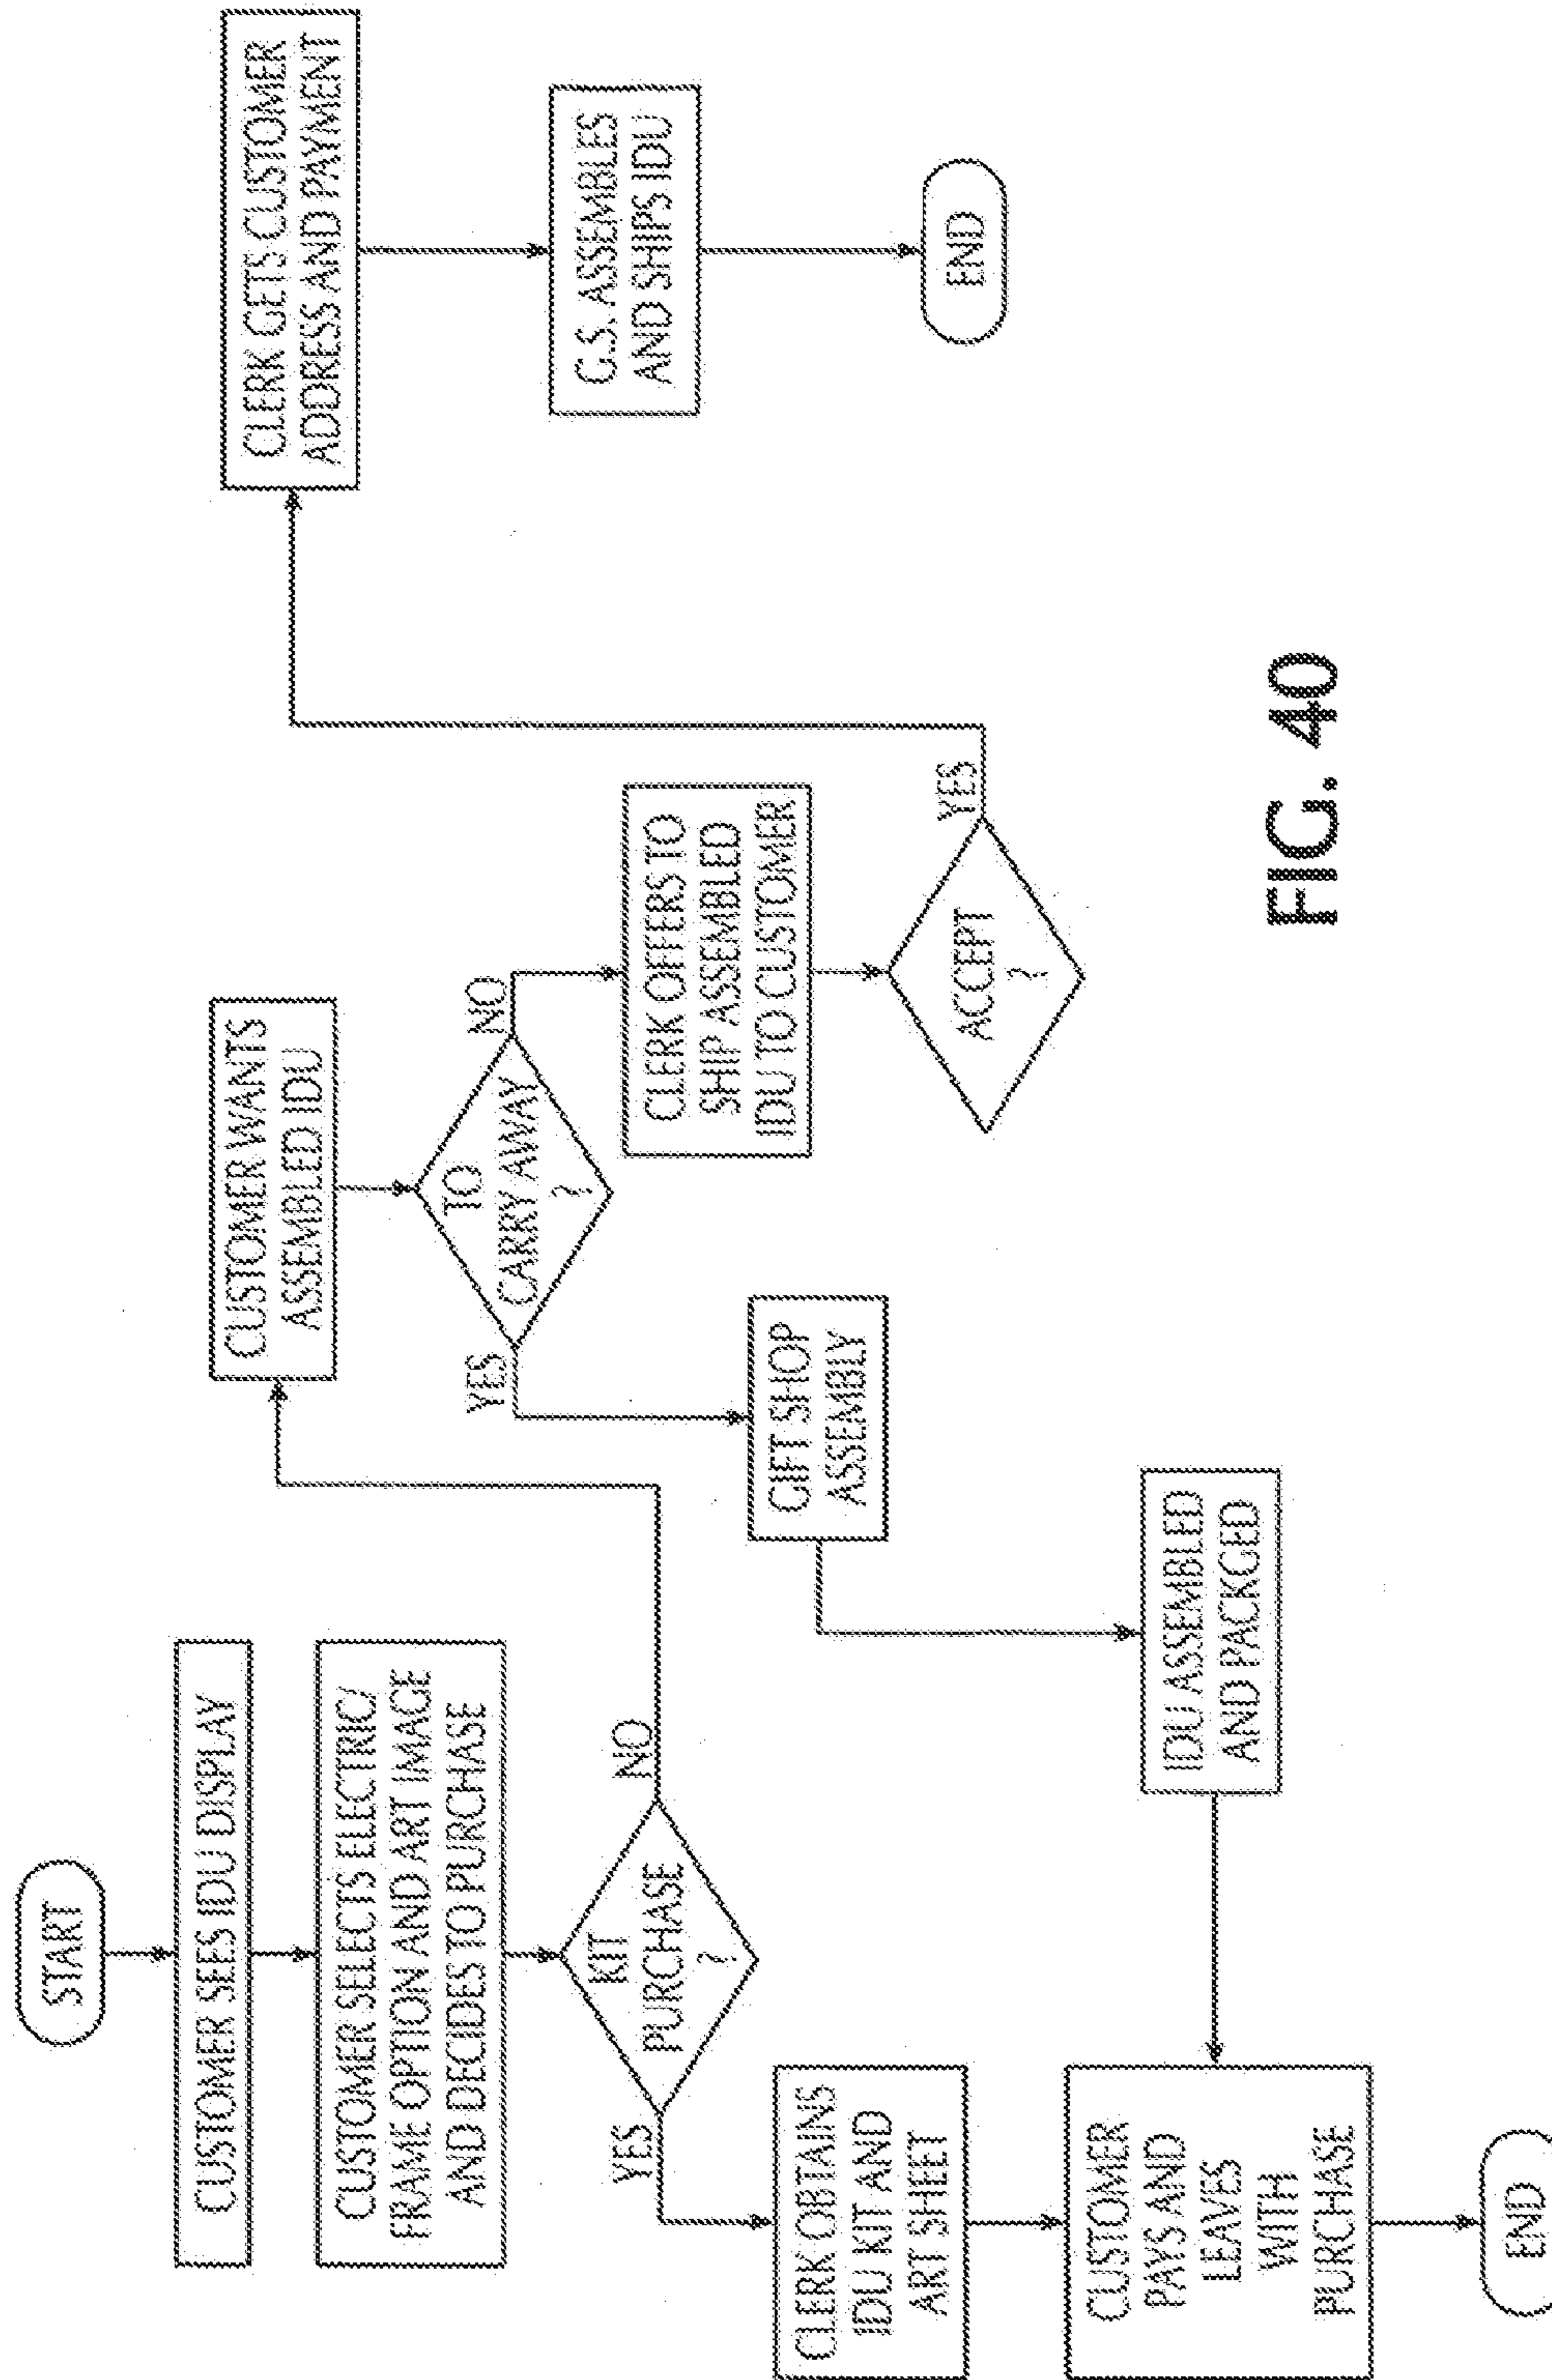 START
CUSTOMER SEES IDU DISPLAY
CUSTOMER SELECTS ELECTRIC/
FRAME OPTION AND ART IMAGE
AND DECIDES TO PURCHASE
KIT
PURCHASE
?
YES
NO
CLERK OBTAINS
IDU KIT AND
ART SHEET
CUSTOMER
PAYS AND
LEAVES
WITH
PURCHASE
END
CUSTOMER WANTS
ASSEMBLED IDU
TO
CARRY AWAY
?
YES
NO
GIFT SHOP
ASSEMBLY
IDU ASSEMBLED
AND PACKGED
CLERK OFFERS TO
SHIP ASSEMBLED
IDU TO CUSTOMER
ACCEPT
?
YES
CLERK GETS CUSTOMER
ADDRESS AND PAYMENT
G.S. ASSEMBLES
AND SHIPS IDU
END
FIG. 40